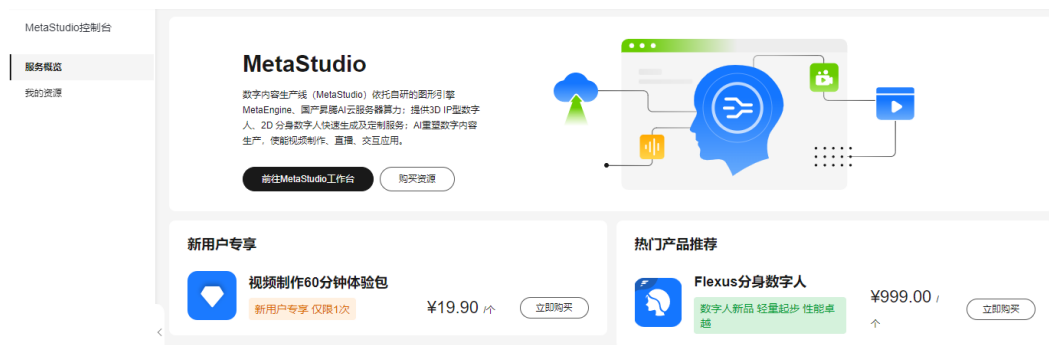 MetaStudio控制台
服务概览
我的资源
MetaStudio
数字内容生产线（MetaStudio）依托自研的图形引擎
MetaEngine、国产昇腾AI云服务器算力；提供3D IP型数字
人、2D 分身数字人快速生成及定制服务；AI重塑数字内容
生产，使能视频制作、直播、交互应用。
前往MetaStudio工作台
购买资源
新用户专享
视频制作60分钟体验包
新用户专享 仅限1次
¥19.90 /个
立即购买
热门产品推荐
Flexus分身数字人
数字人新品 轻量起步 性能卓
越
¥999.00 /
个
立即购买